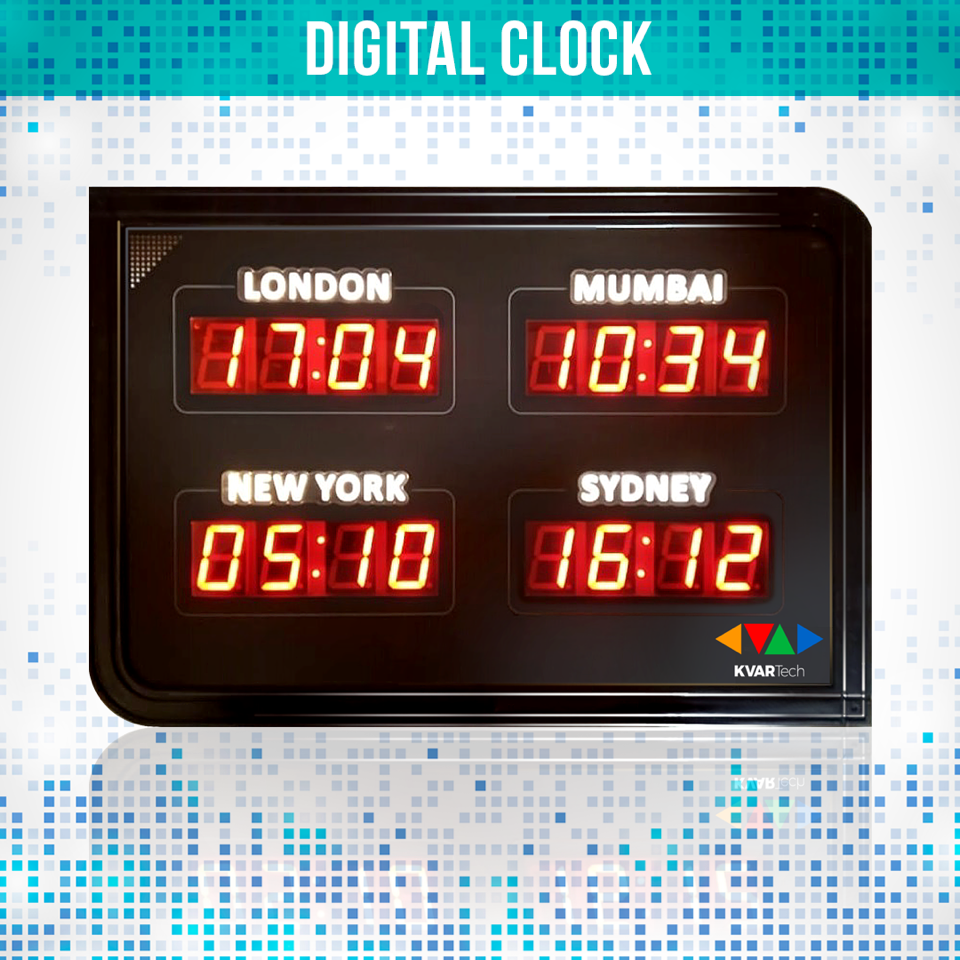 DIGITAL CLOCK
LONDON
17:04
MUMBAI
10:34
NEW YORK
05:10
SYDNEY
16:12
KVARTech